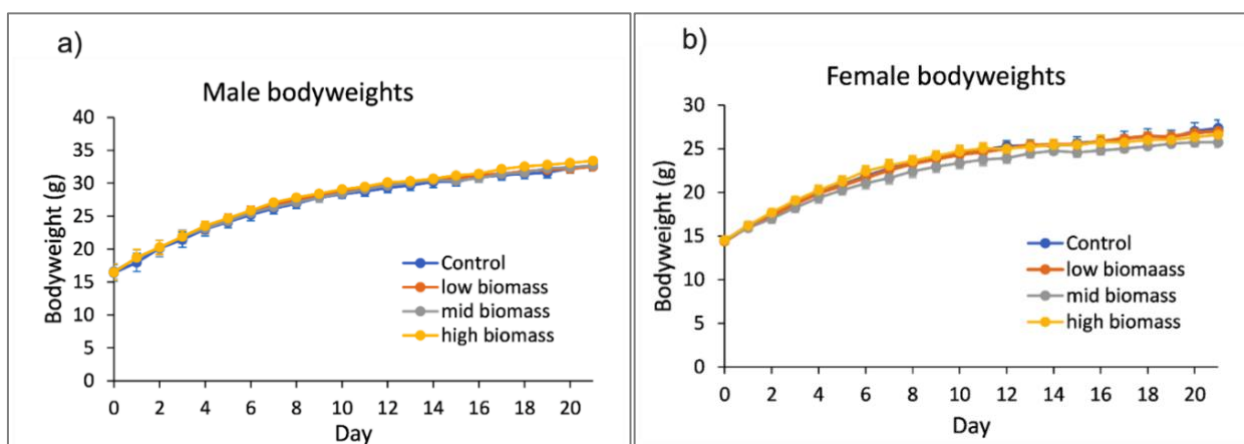 a)
Male bodyweights
Bodyweight (g)
40
35
30
25
20
15
10
5
0
Control
low biomass
mid biomass
high biomass
0 2 4 6 8 10 12 14 16 18 20
Day
b)
Female bodyweights
Bodyweight (g)
30
25
20
15
10
5
0
Control
low biomaass
mid biomass
high biomass
0 2 4 6 8 10 12 14 16 18 20
Day